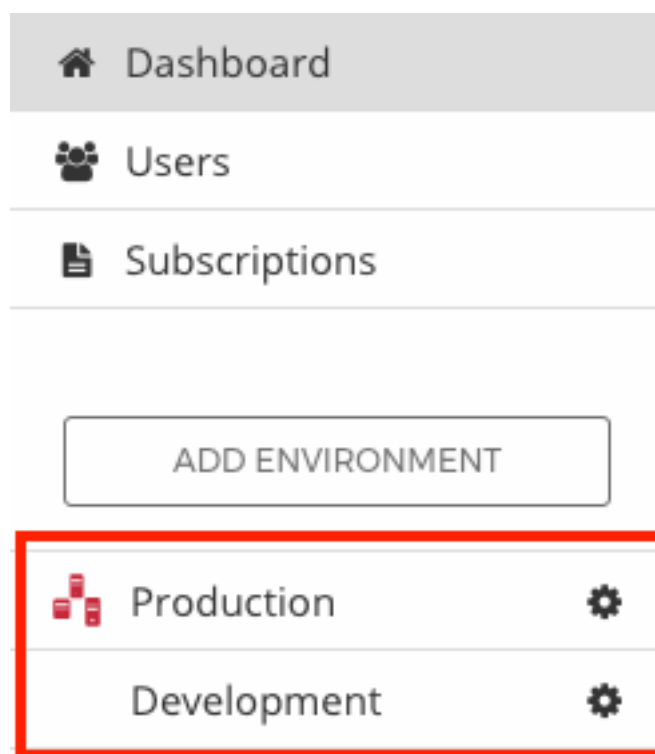 Dashboard
Users
Subscriptions
ADD ENVIRONMENT
Production
Development